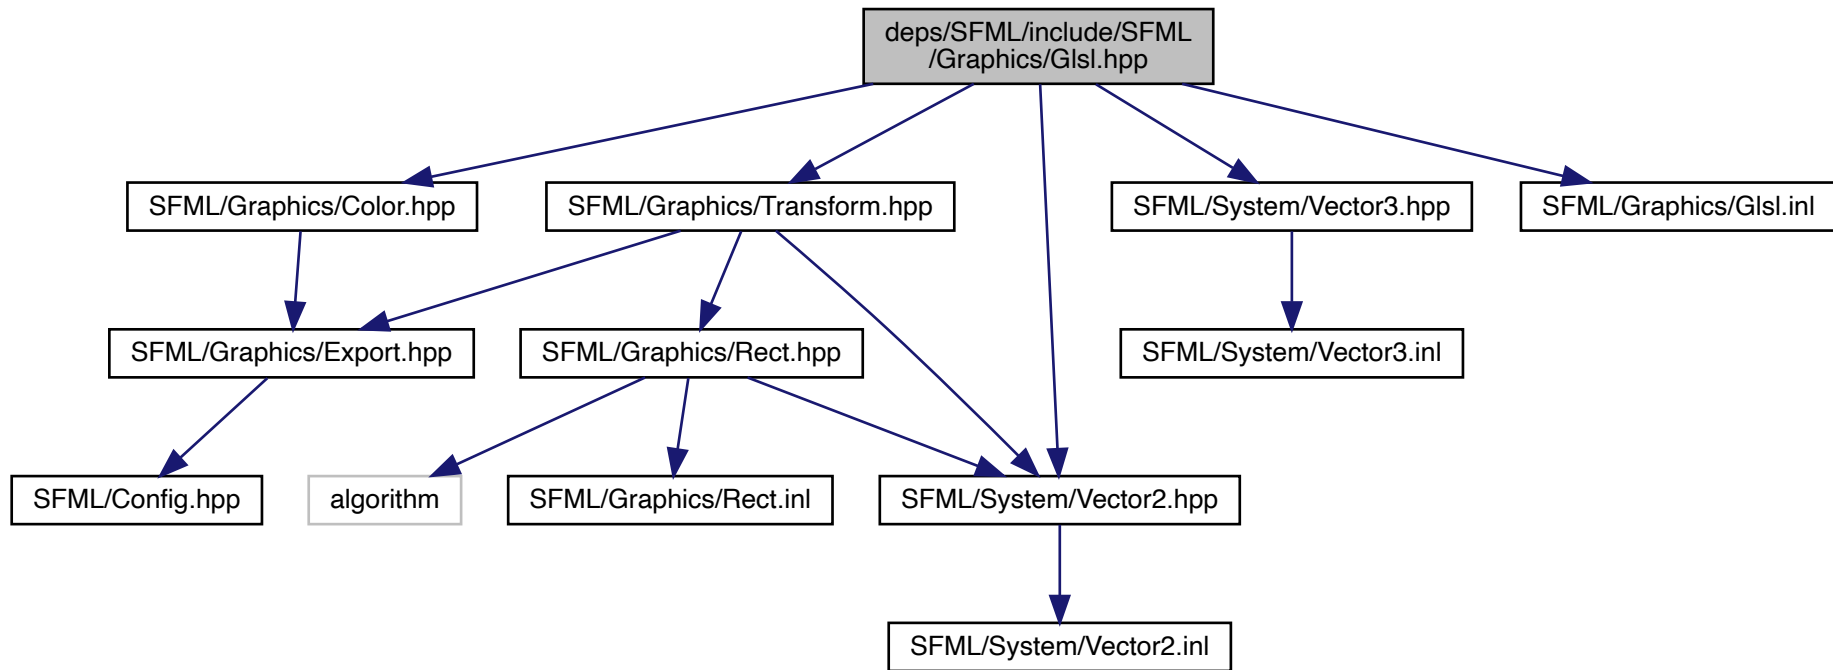 deps/SFML/include/SFML
/Graphics/Glsl.hpp
SFML/Graphics/Color.hpp
SFML/Graphics/Transform.hpp
SFML/System/Vector3.hpp
SFML/Graphics/Glsl.inl
SFML/Graphics/Export.hpp
SFML/Graphics/Rect.hpp
SFML/System/Vector3.inl
SFML/Config.hpp
algorithm
SFML/Graphics/Rect.inl
SFML/System/Vector2.hpp
SFML/System/Vector2.inl